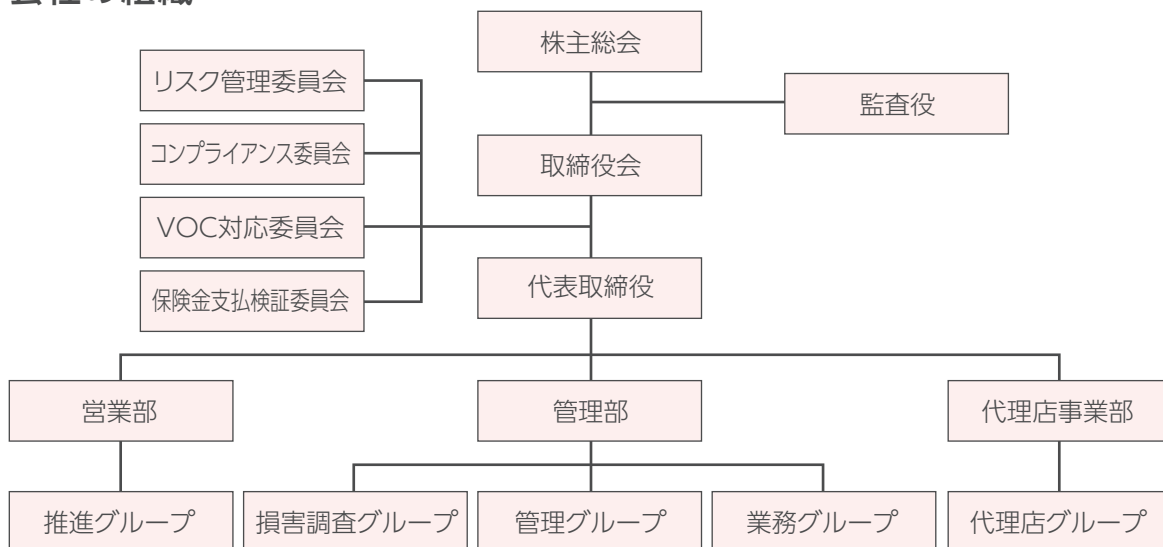 会社の組織
株主総会
リスク管理委員会
監査役
コンプライアンス委員会
取締役会
VOC対応委員会
代表取締役
保険金支払検証委員会
営業部
管理部
代理店事業部
推進グループ
損害調査グループ
管理グループ
業務グループ
代理店グループ